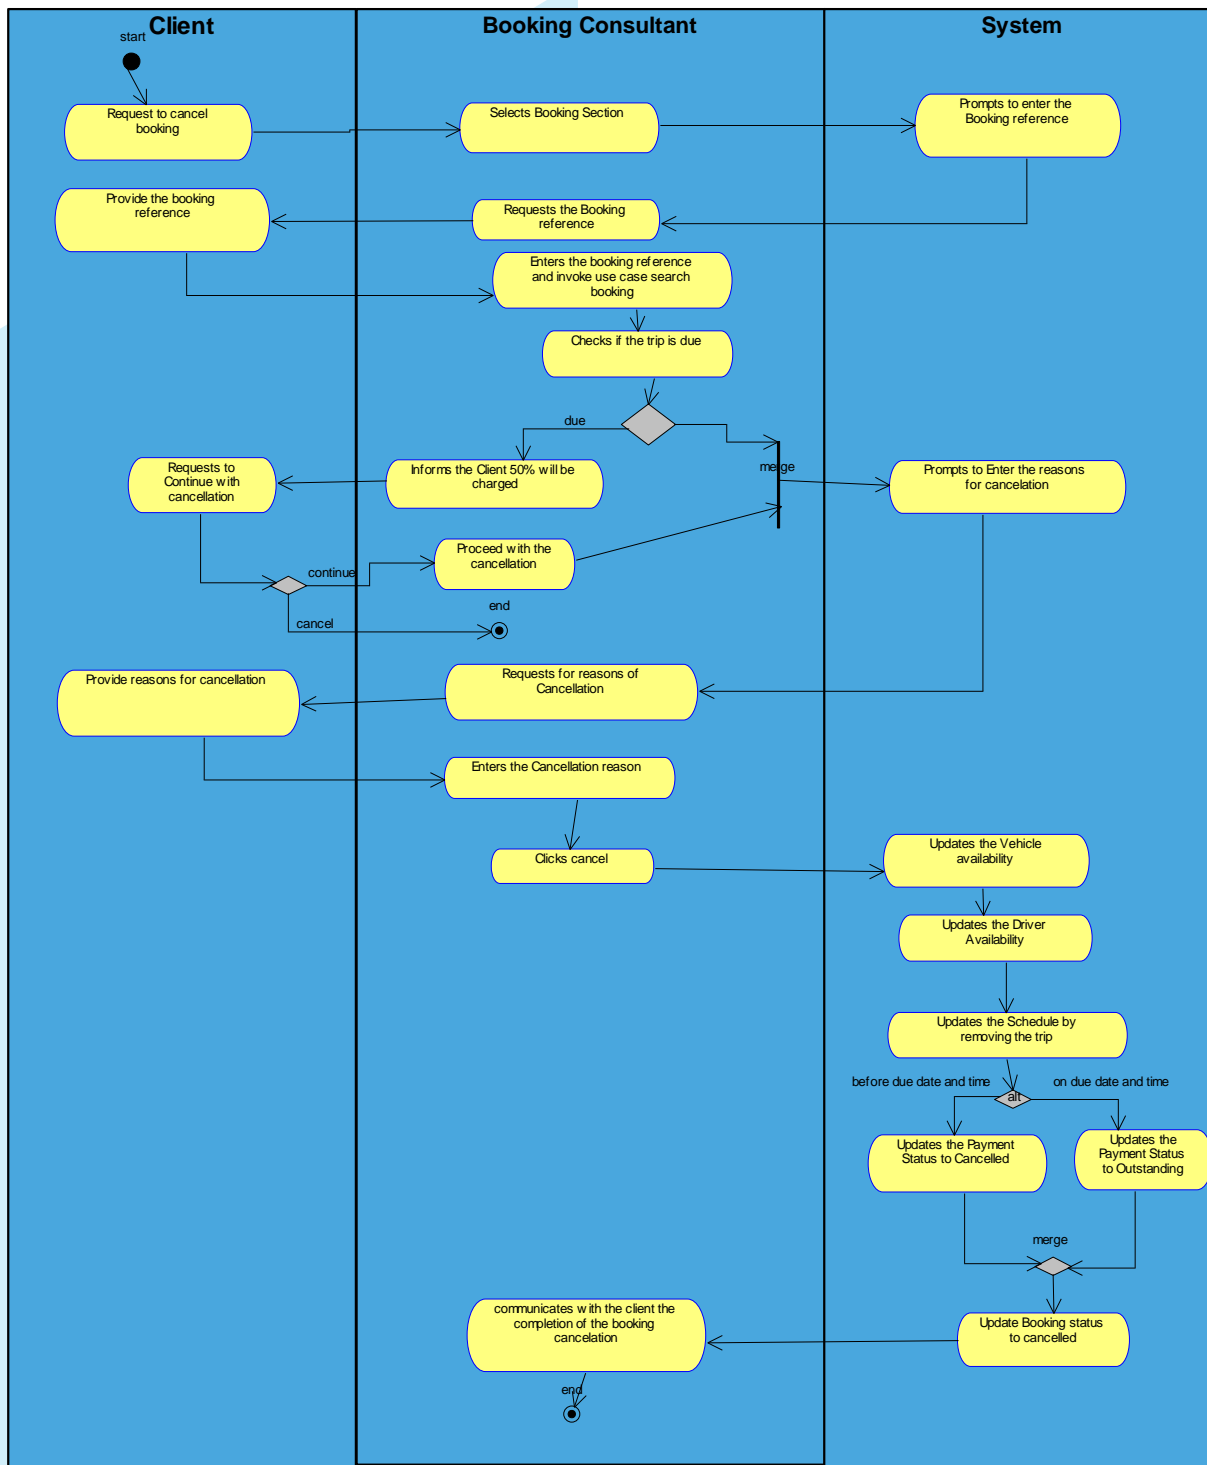 Client
Booking Consultant
System
start
Request to cancel
booking
Selects Booking Section
Prompts to enter the
Booking reference
Provide the booking
reference
Requests the Booking
reference
Enters the booking reference
and invoke use case search
booking
Checks if the trip is due
due
merge
Requests to
Continue with
cancellation
Informs the Client 50% will be
charged
Prompts to Enter the reasons
for cancelation
Proceed with the
cancellation
continue
cancel
end
Provide reasons for cancellation
Requests for reasons of
Cancellation
Enters the Cancellation reason
Clicks cancel
Updates the Vehicle
availability
Updates the Driver
Availability
Updates the Schedule by
removing the trip
before due date and time
on due date and time
alt
Updates the Payment
Status to Cancelled
Updates the
Payment Status
to Outstanding
merge
communicates with the client the
completion of the booking
cancelation
Update Booking status
to cancelled
end